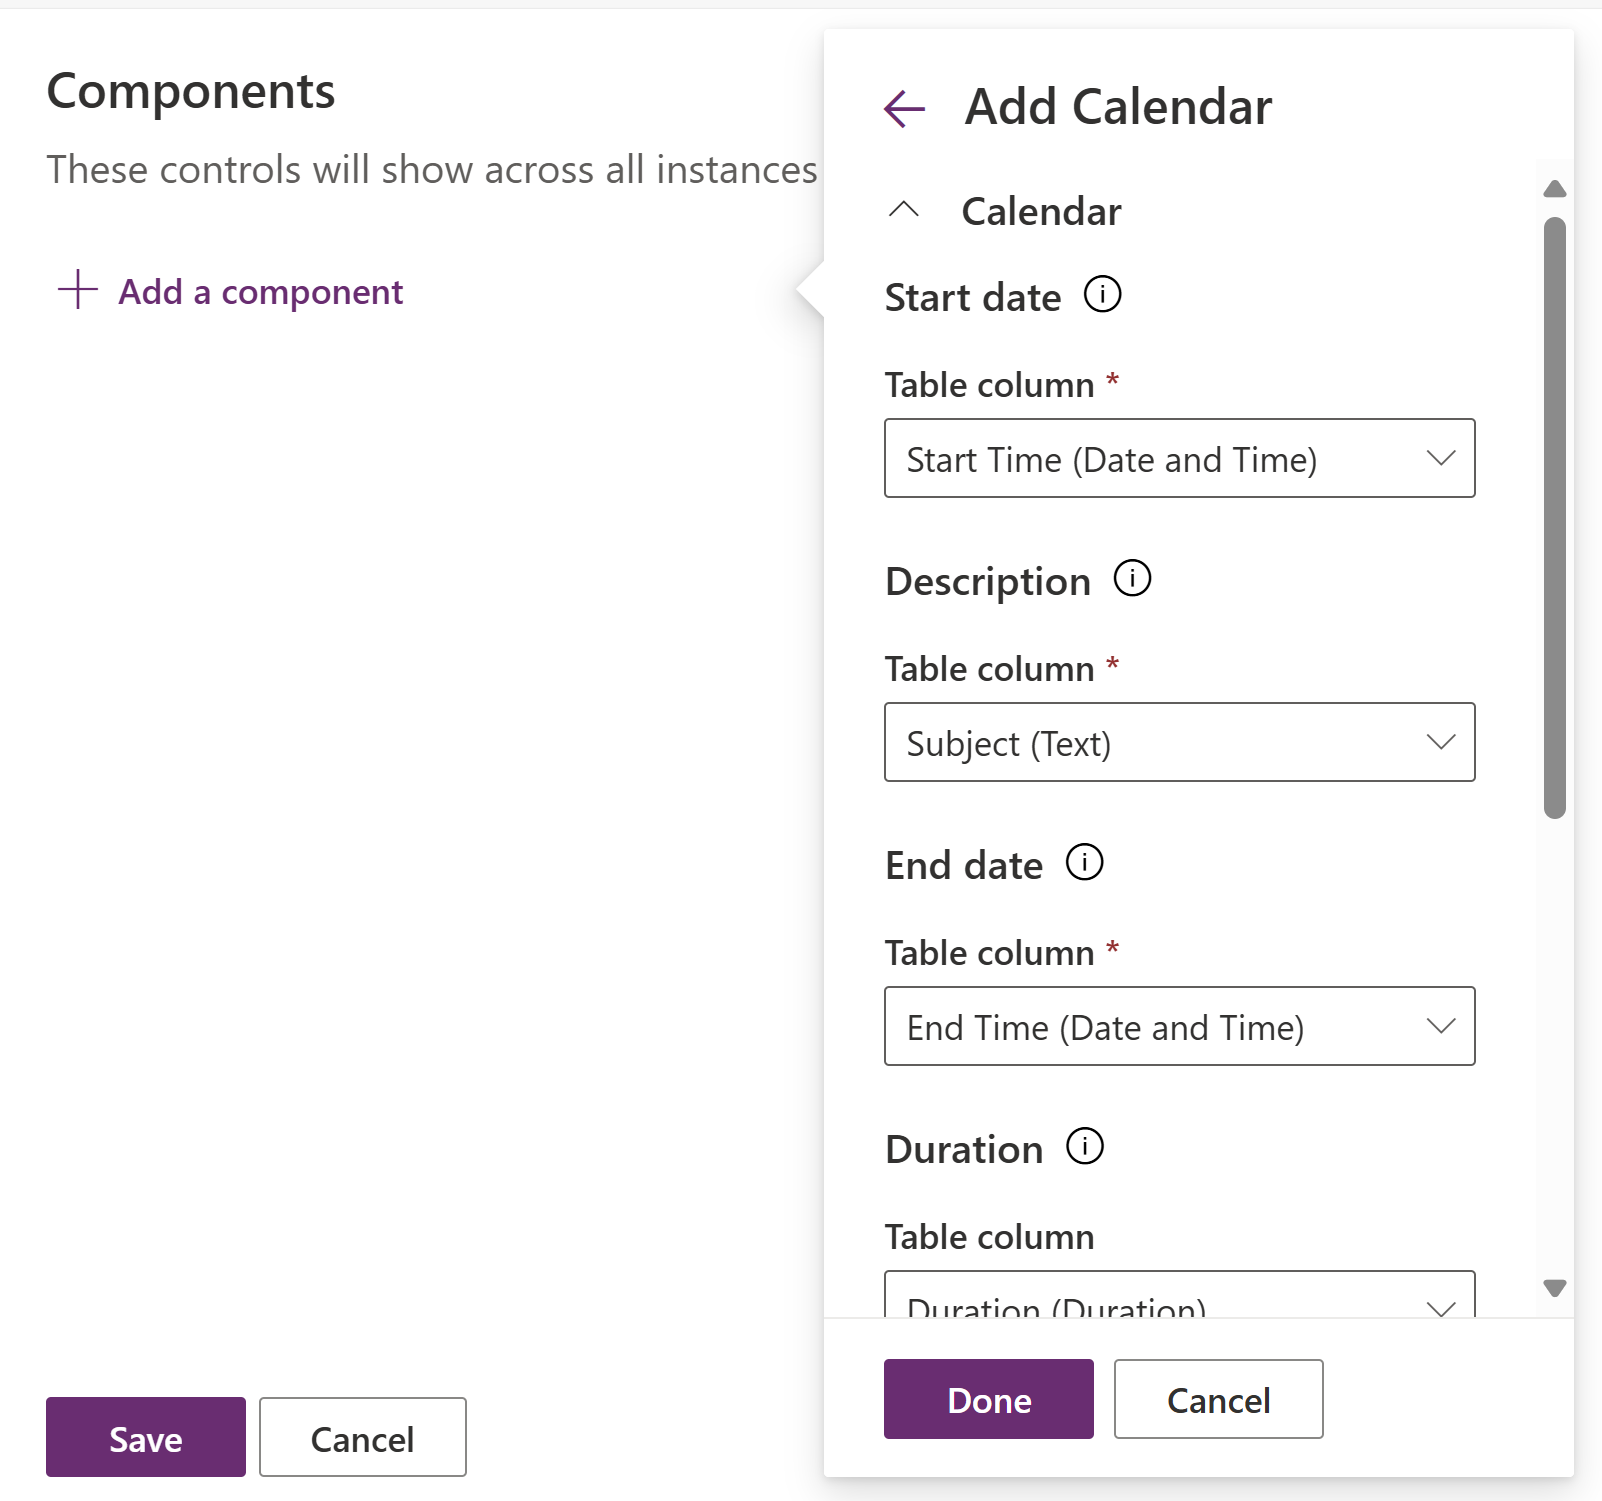 Components
These controls will show across all instances
Add a component
Save
Cancel
Add Calendar
Calendar
Start date
Table column *
Start Time (Date and Time)
Description
Table column *
Subject (Text)
End date
Table column *
End Time (Date and Time)
Duration
Table column
Duration (Duration)
Done
Cancel